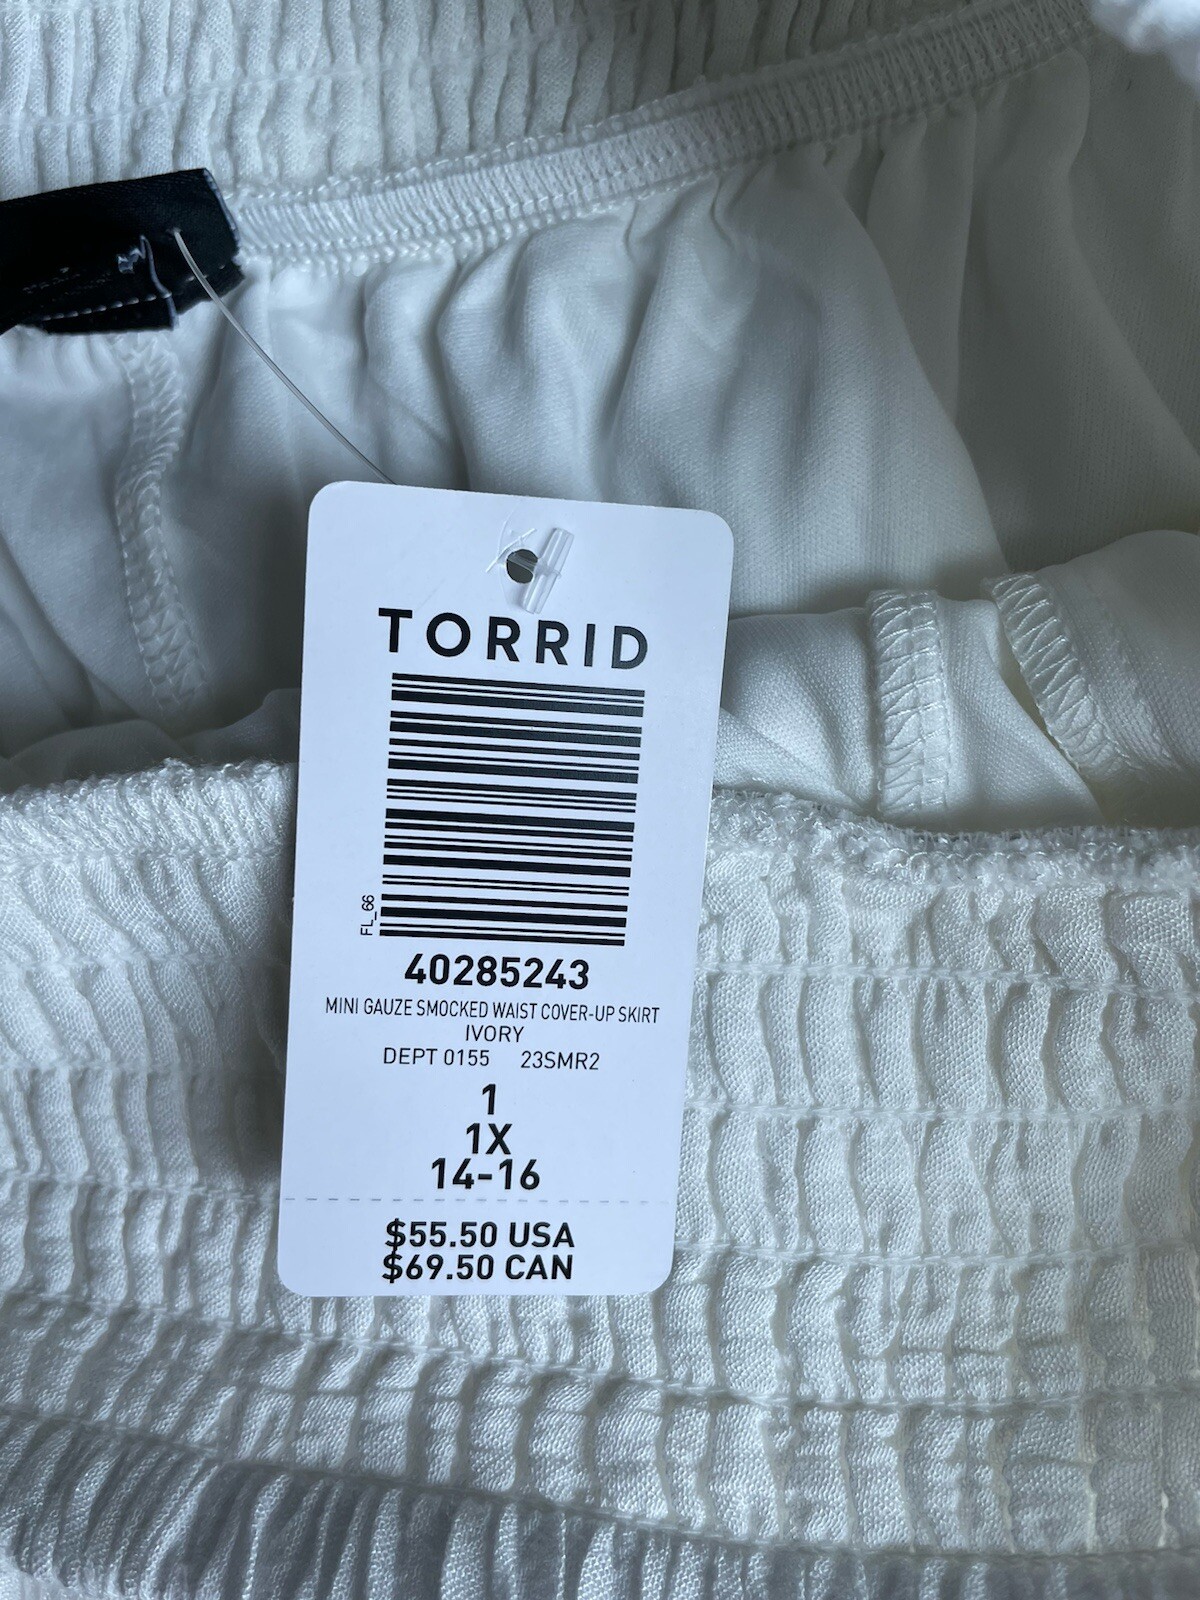 TORRID
FL_66
40285243
MINI GAUZE SMOCKED WAIST COVER-UP SKIRT
IVORY
DEPT 0155 23SMR2
1
1X
14-16
$55.50 USA
$69.50 CAN